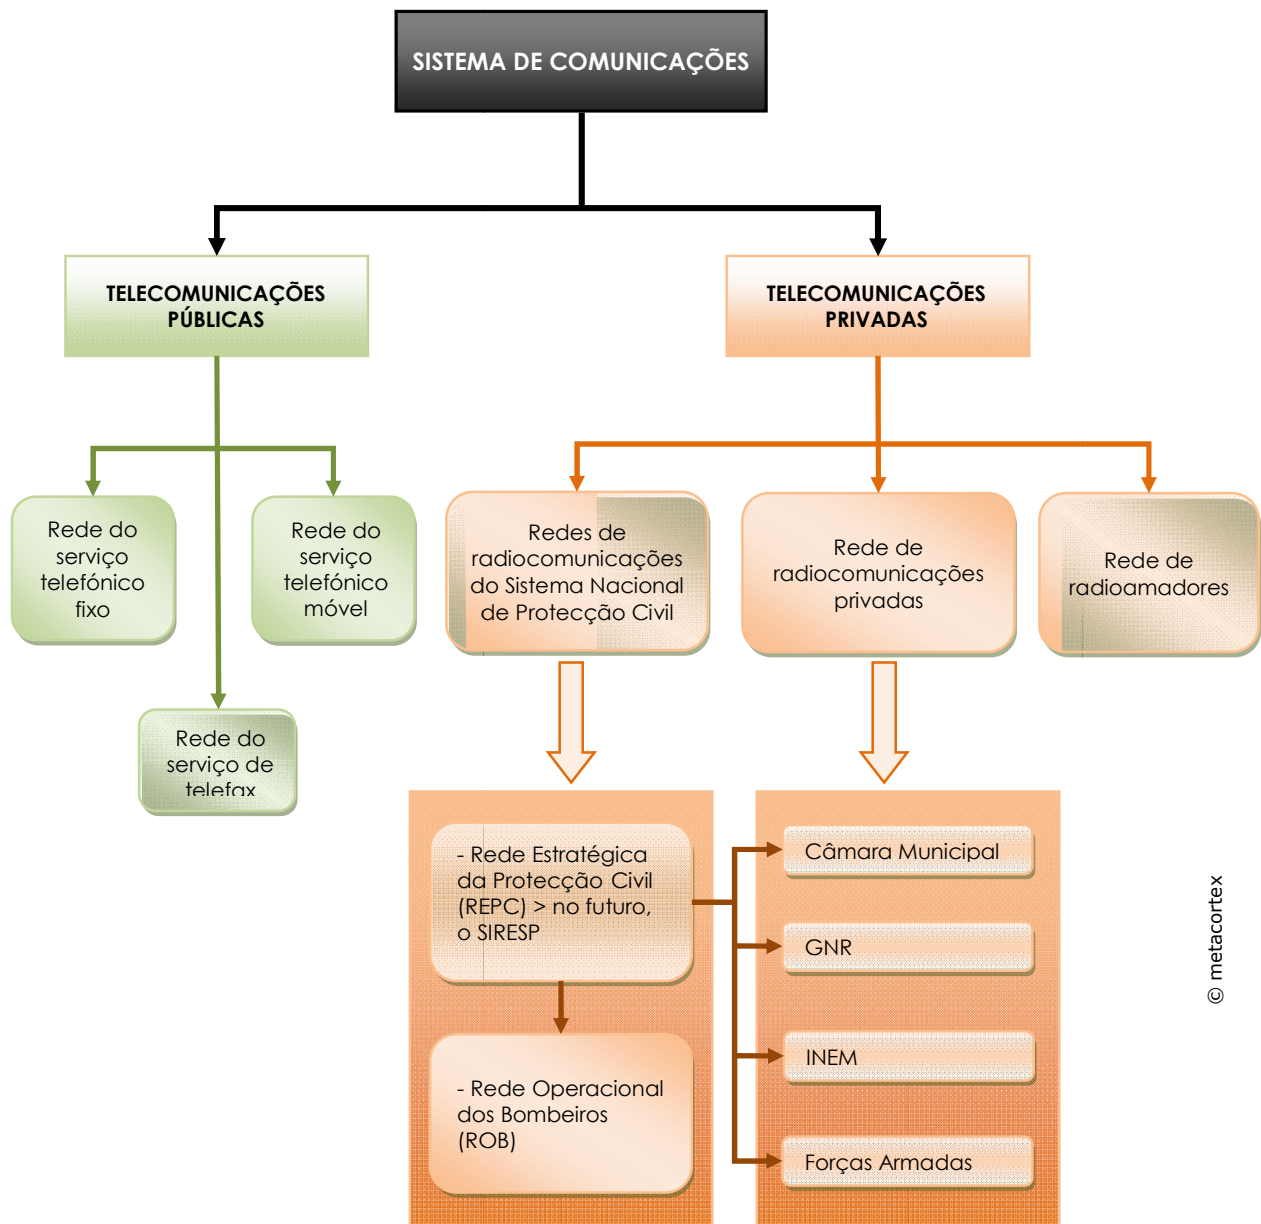 SISTEMA DE COMUNICAÇÕES
TELECOMUNICAÇÕES
PÚBLICAS
TELECOMUNICAÇÕES
PRIVADAS
Rede do
serviço
telefónico
fixo
Rede do
serviço
telefónico
móvel
Rede do
serviço de
telefax
Redes de
radiocomunicações
do Sistema Nacional
de Protecção Civil
Rede de
radiocomunicações
privadas
Rede de
radioamadores
- Rede Estratégica
da Protecção Civil
(REPC) > no futuro,
o SIRESP
- Rede Operacional
dos Bombeiros
(ROB)
Câmara Municipal
GNR
INEM
Forças Armadas
© metacortex